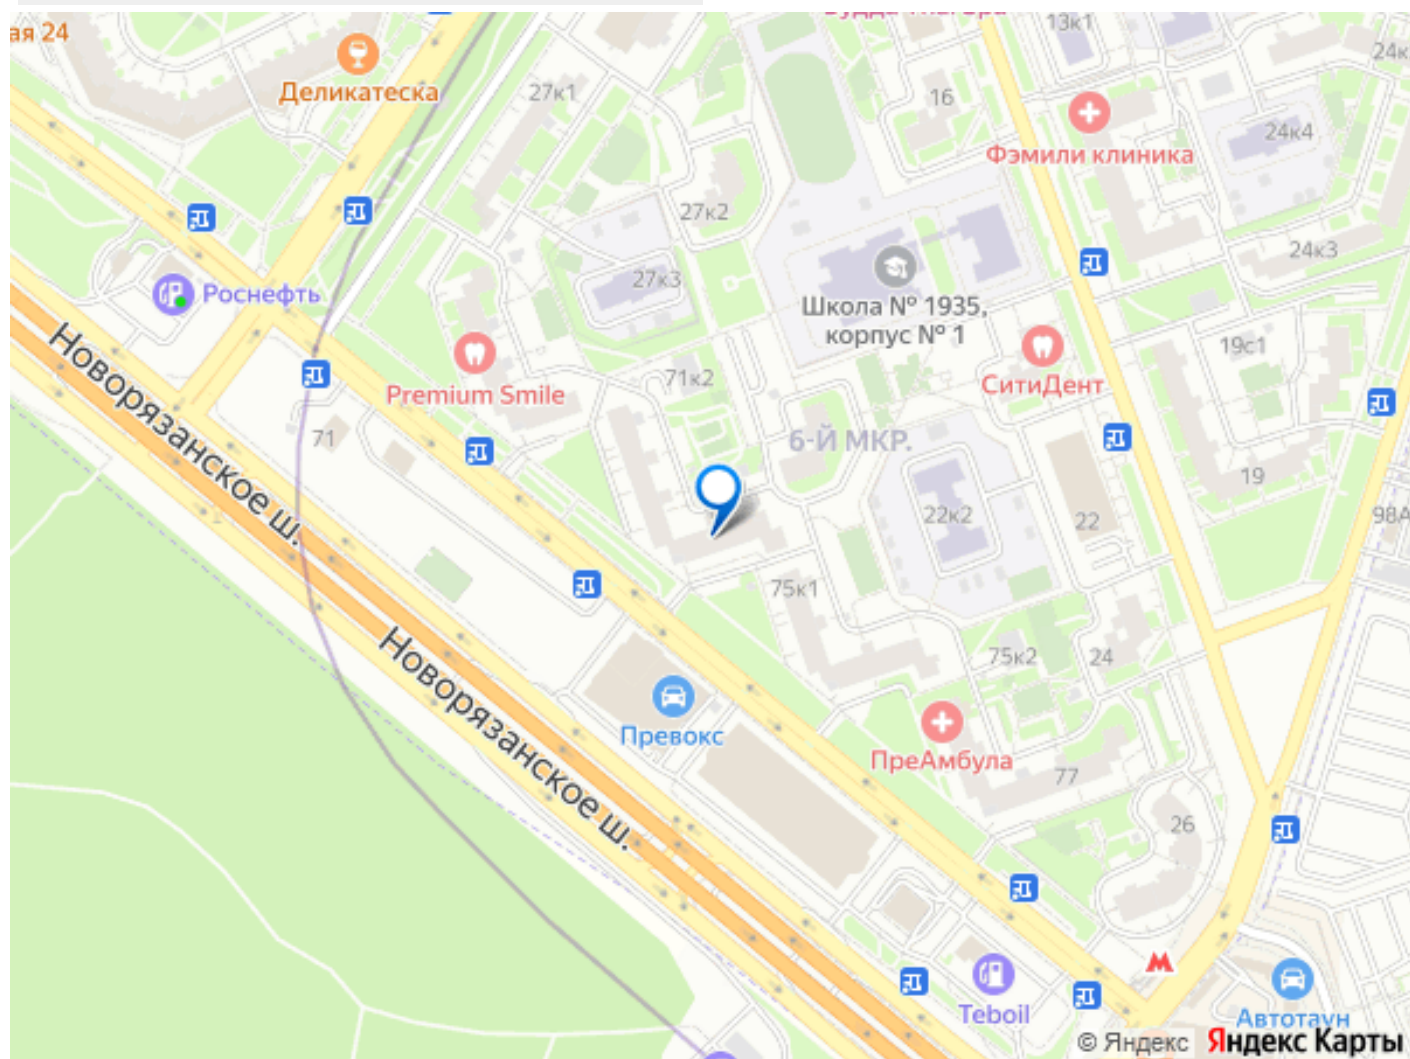 ая 24
Деликатеска
27к1
13к1
24к
16
Фэмили клиника
24к4
27к2
24к3
27к3
Роснефть
Школа № 1935,
корпус № 1
19с1
Premium Smile
71к2
СитиДент
Новорязанское ш.
71
6-Й МКР.
19
22к2
22
98А
75к1
Новорязанское ш.
75к2
24
Превокс
ПреАмбула
77
26
М
Teboil
Автотаун
© Яндекс
Яндекс Карты